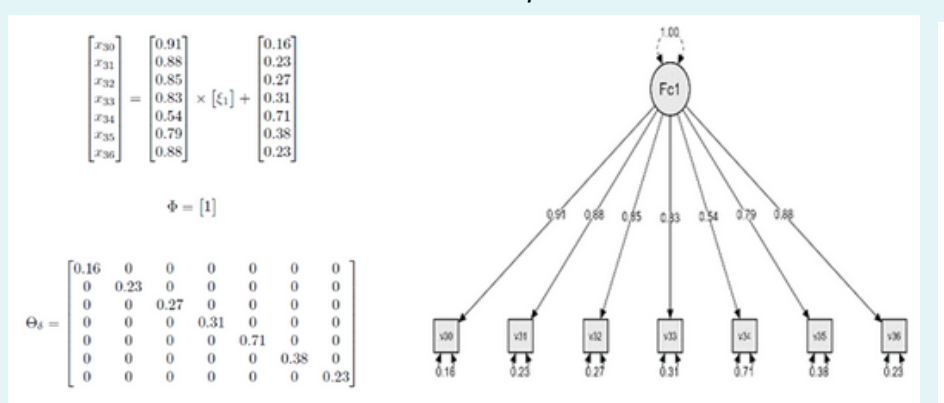 x30 0.91 0.16
x31 0.88 0.23
x32 0.85 0.27
x33 = 0.83 × [ξ1] + 0.31
x34 0.54 0.71
x35 0.79 0.38
x36 0.88 0.23
Φ = [1]
0.16 0 0 0 0 0 0
0 0.23 0 0 0 0 0
0 0 0.27 0 0 0 0
Θδ = 0 0 0 0.31 0 0 0
0 0 0 0 0.71 0 0
0 0 0 0 0 0.38 0
0 0 0 0 0 0 0.23
1.00
Fc1
0.91 0.88 0.85 0.83 0.54 0.79 0.88
v30 v31 v32 v33 v34 v35 v36
0.16 0.23 0.27 0.31 0.71 0.38 0.23